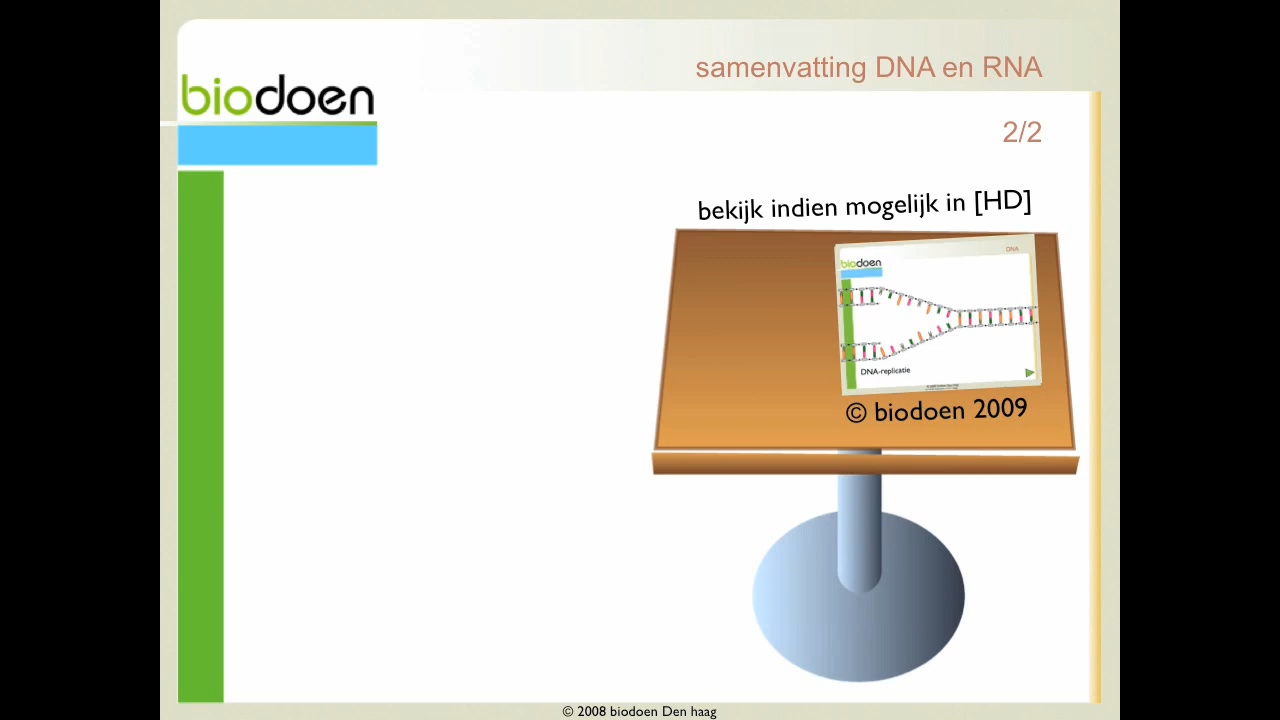 samenvatting DNA en RNA
biodoen
2/2
bekijk indien mogelijk in [HD]
DNA
biodoen
DNA-replicatie
© biodoen 2009
© 2008 biodoen Den haag